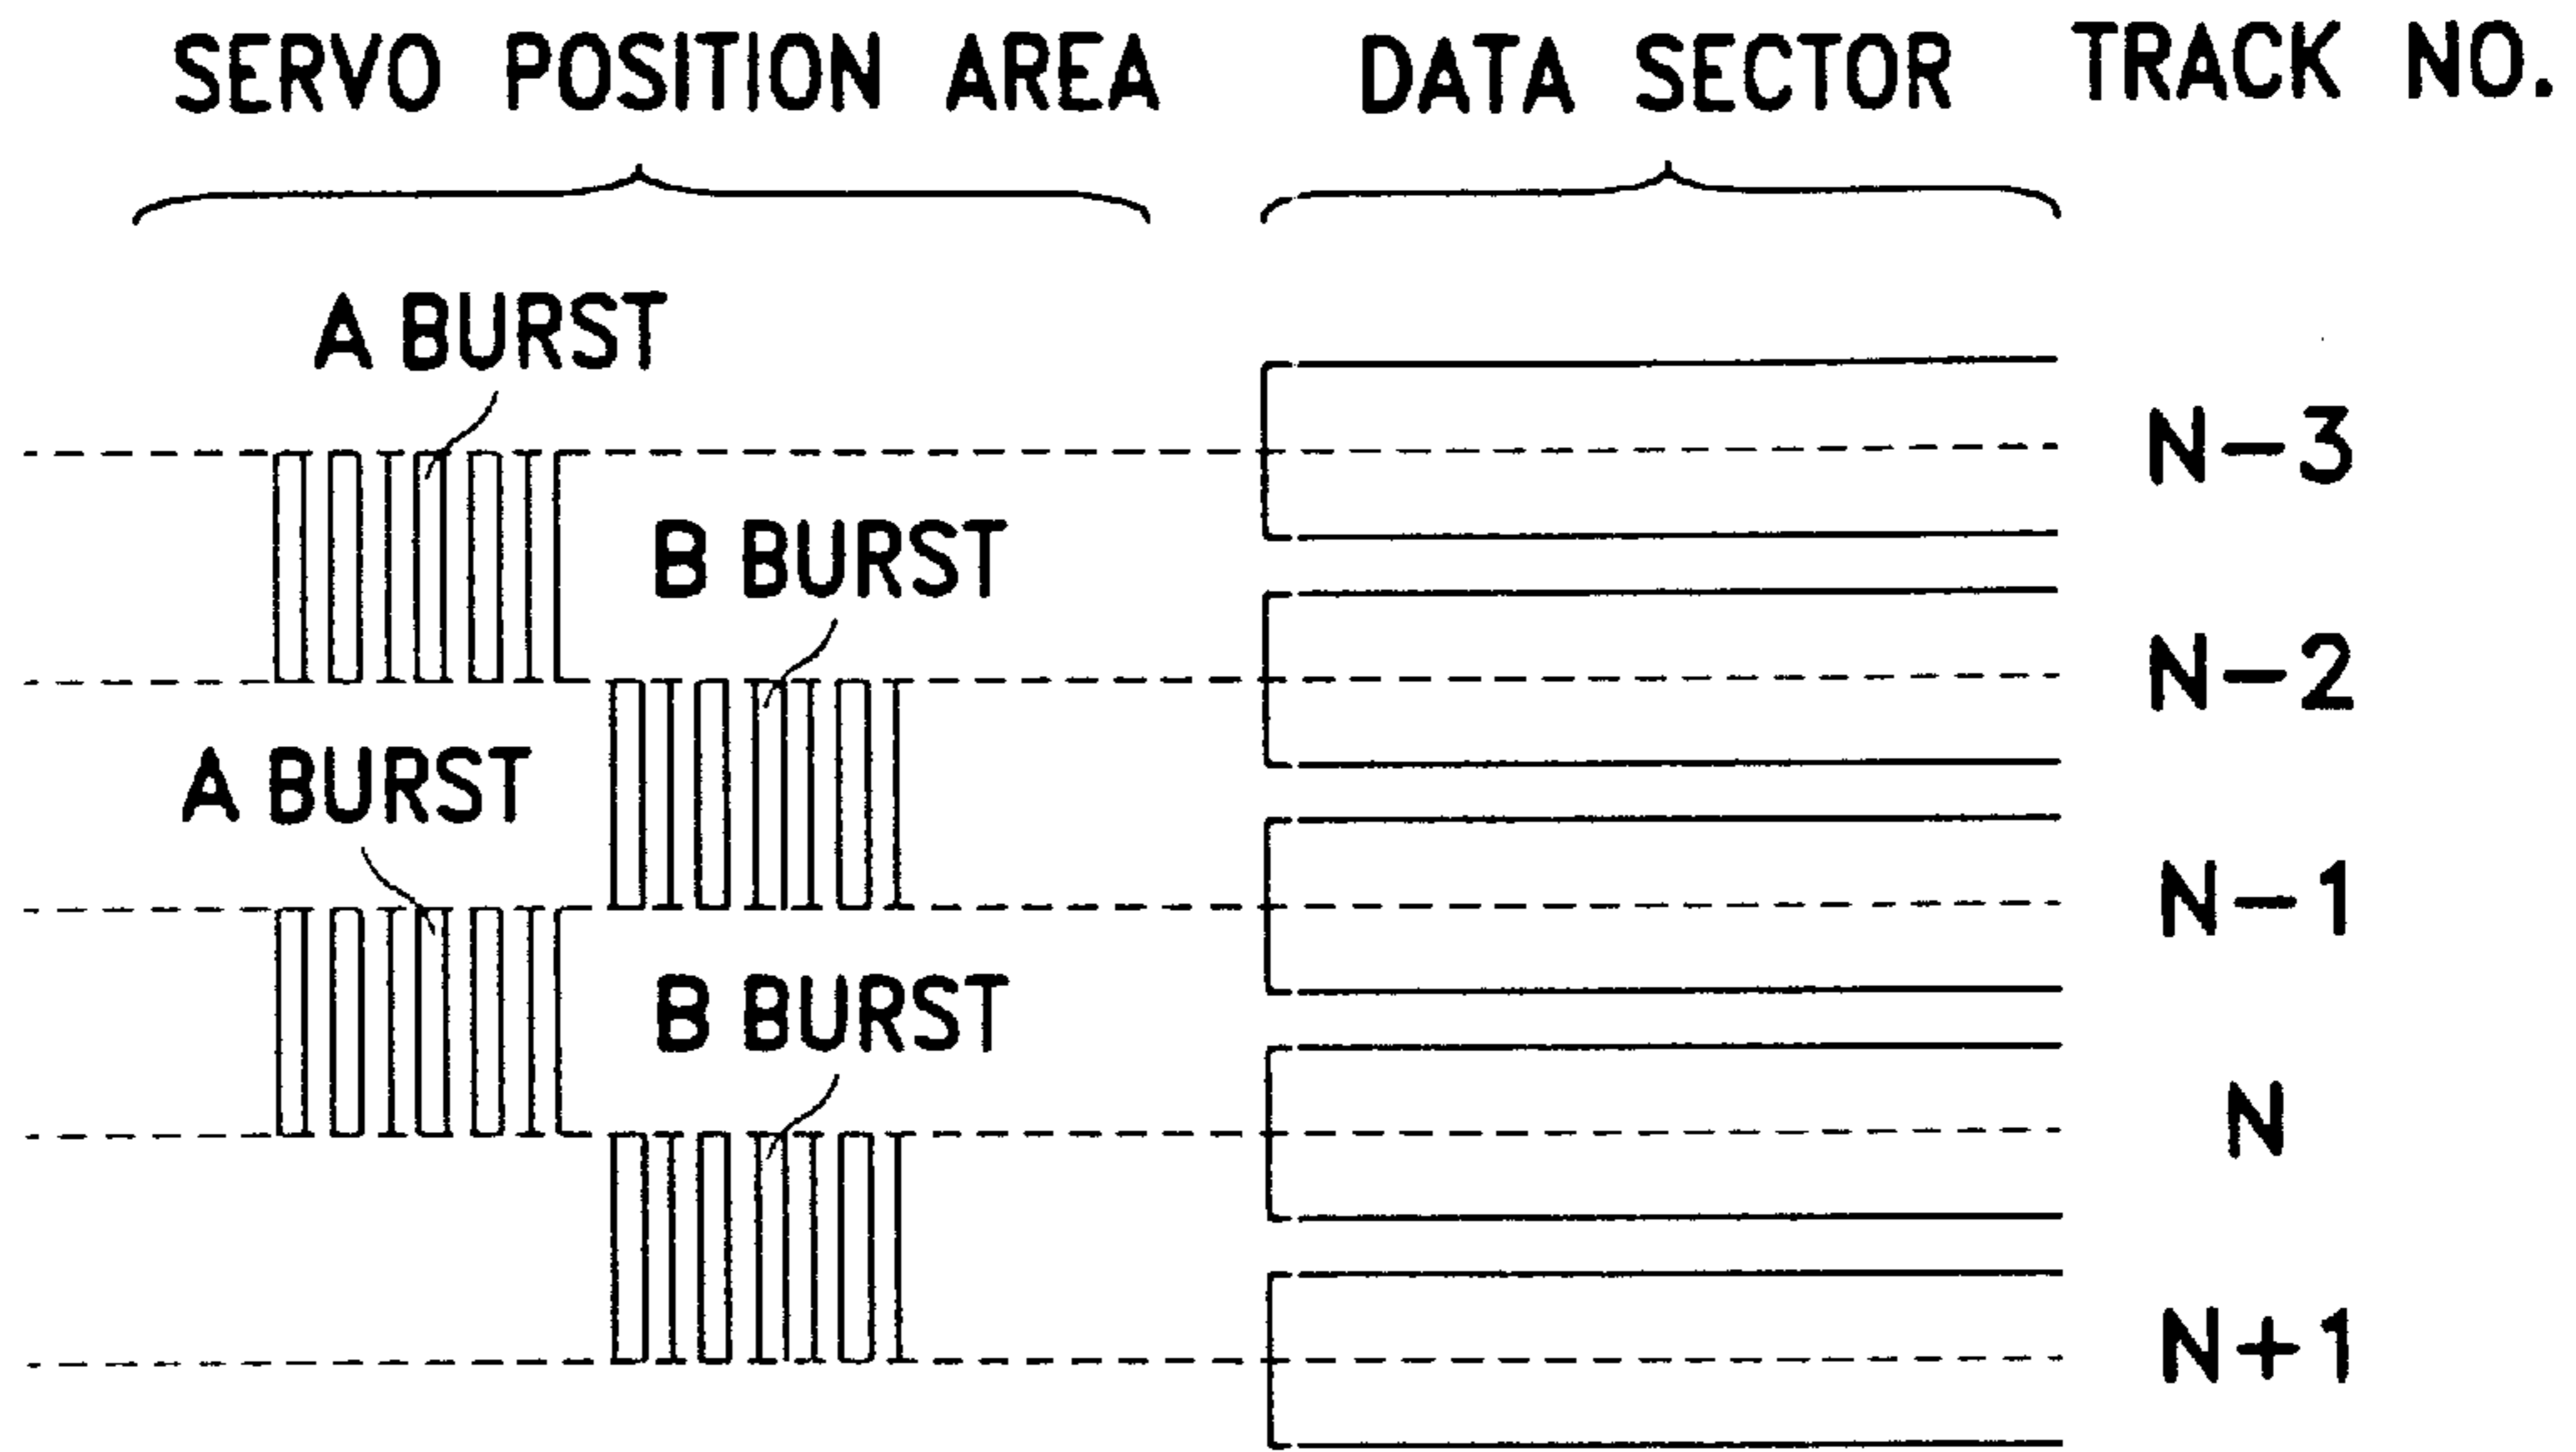 SERVO POSITION AREA
DATA SECTOR
TRACK NO.
A BURST
N-3
B BURST
N-2
A BURST
N-1
B BURST
N
N+1